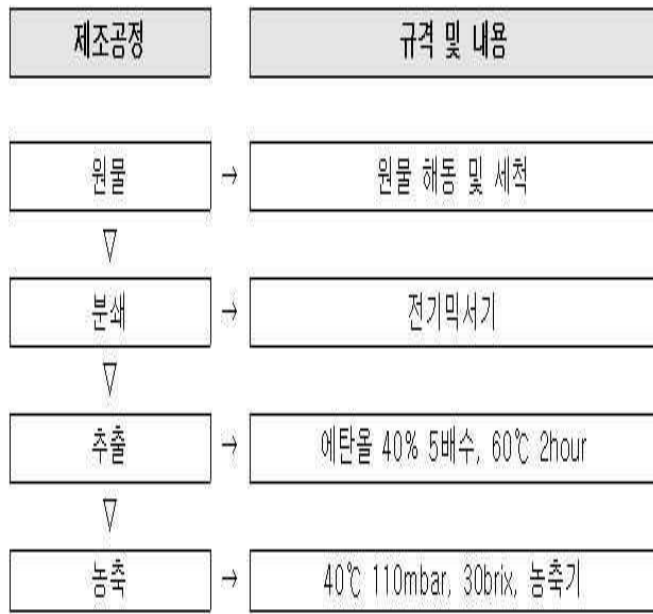 제조공정 규격 및 내용
원물 → 원물 해동 및 세척
▽
분쇄 → 전기믹서기
▽
추출 → 에탄올 40% 5배수, 60℃ 2hour
▽
농축 → 40℃ 110mbar, 30brix, 농축기